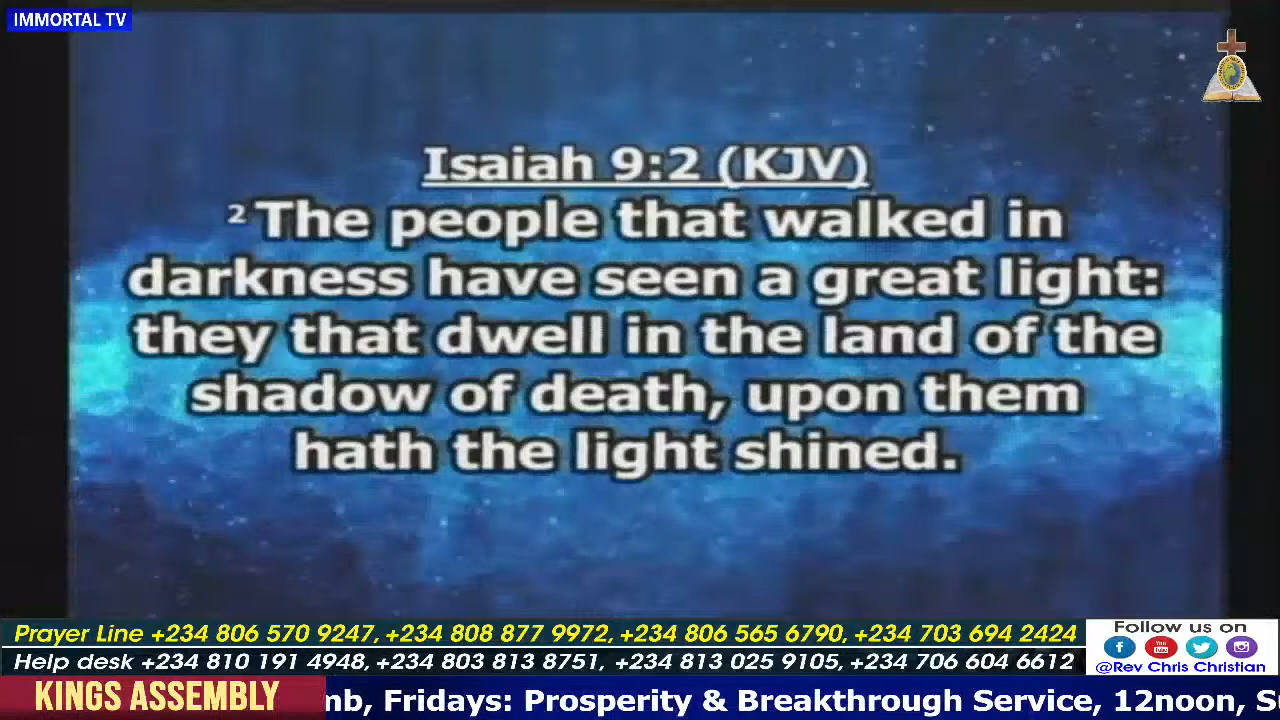 IMMORTAL TV
Isaiah 9:2 (KJV)
2 The people that walked in
darkness have seen a great light:
they that dwell in the land of the
shadow of death, upon them
hath the light shined.
Prayer Line +234 806 570 9247, +234 808 877 9972, +234 806 565 6790, +234 703 694 2424
Help desk +234 810 191 4948, +234 803 813 8751, +234 813 025 9105, +234 706 604 6612
Follow us on
@Rev Chris Christian
KINGS ASSEMBLY
mb, Fridays: Prosperity & Breakthrough Service, 12noon, S